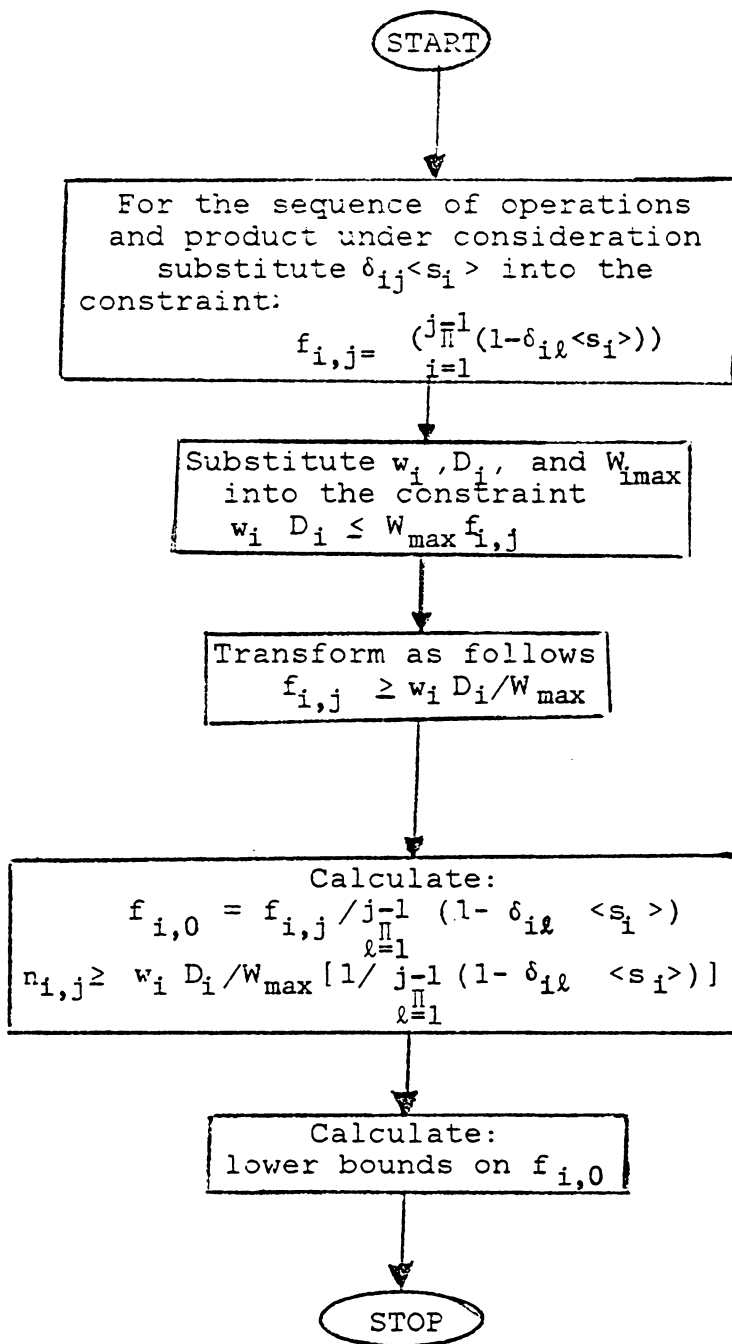 START
For the sequence of operations
and product under consideration
substitute δij<si> into the
constraint:
fi,j= (j-1 Π i=1 (1-δiℓ<si>))
Substitute wi, Di, and Wimax
into the constraint
wi Di ≤ Wmax fi,j
Transform as follows
fi,j ≥ wi Di/Wmax
Calculate:
fi,0 = fi,j / j-1 Π ℓ=1 (1- δiℓ <si>)
ni,j ≥ wi Di/Wmax [1/ j-1 Π ℓ=1 (1- δiℓ <si>)]
Calculate:
lower bounds on fi,0
STOP